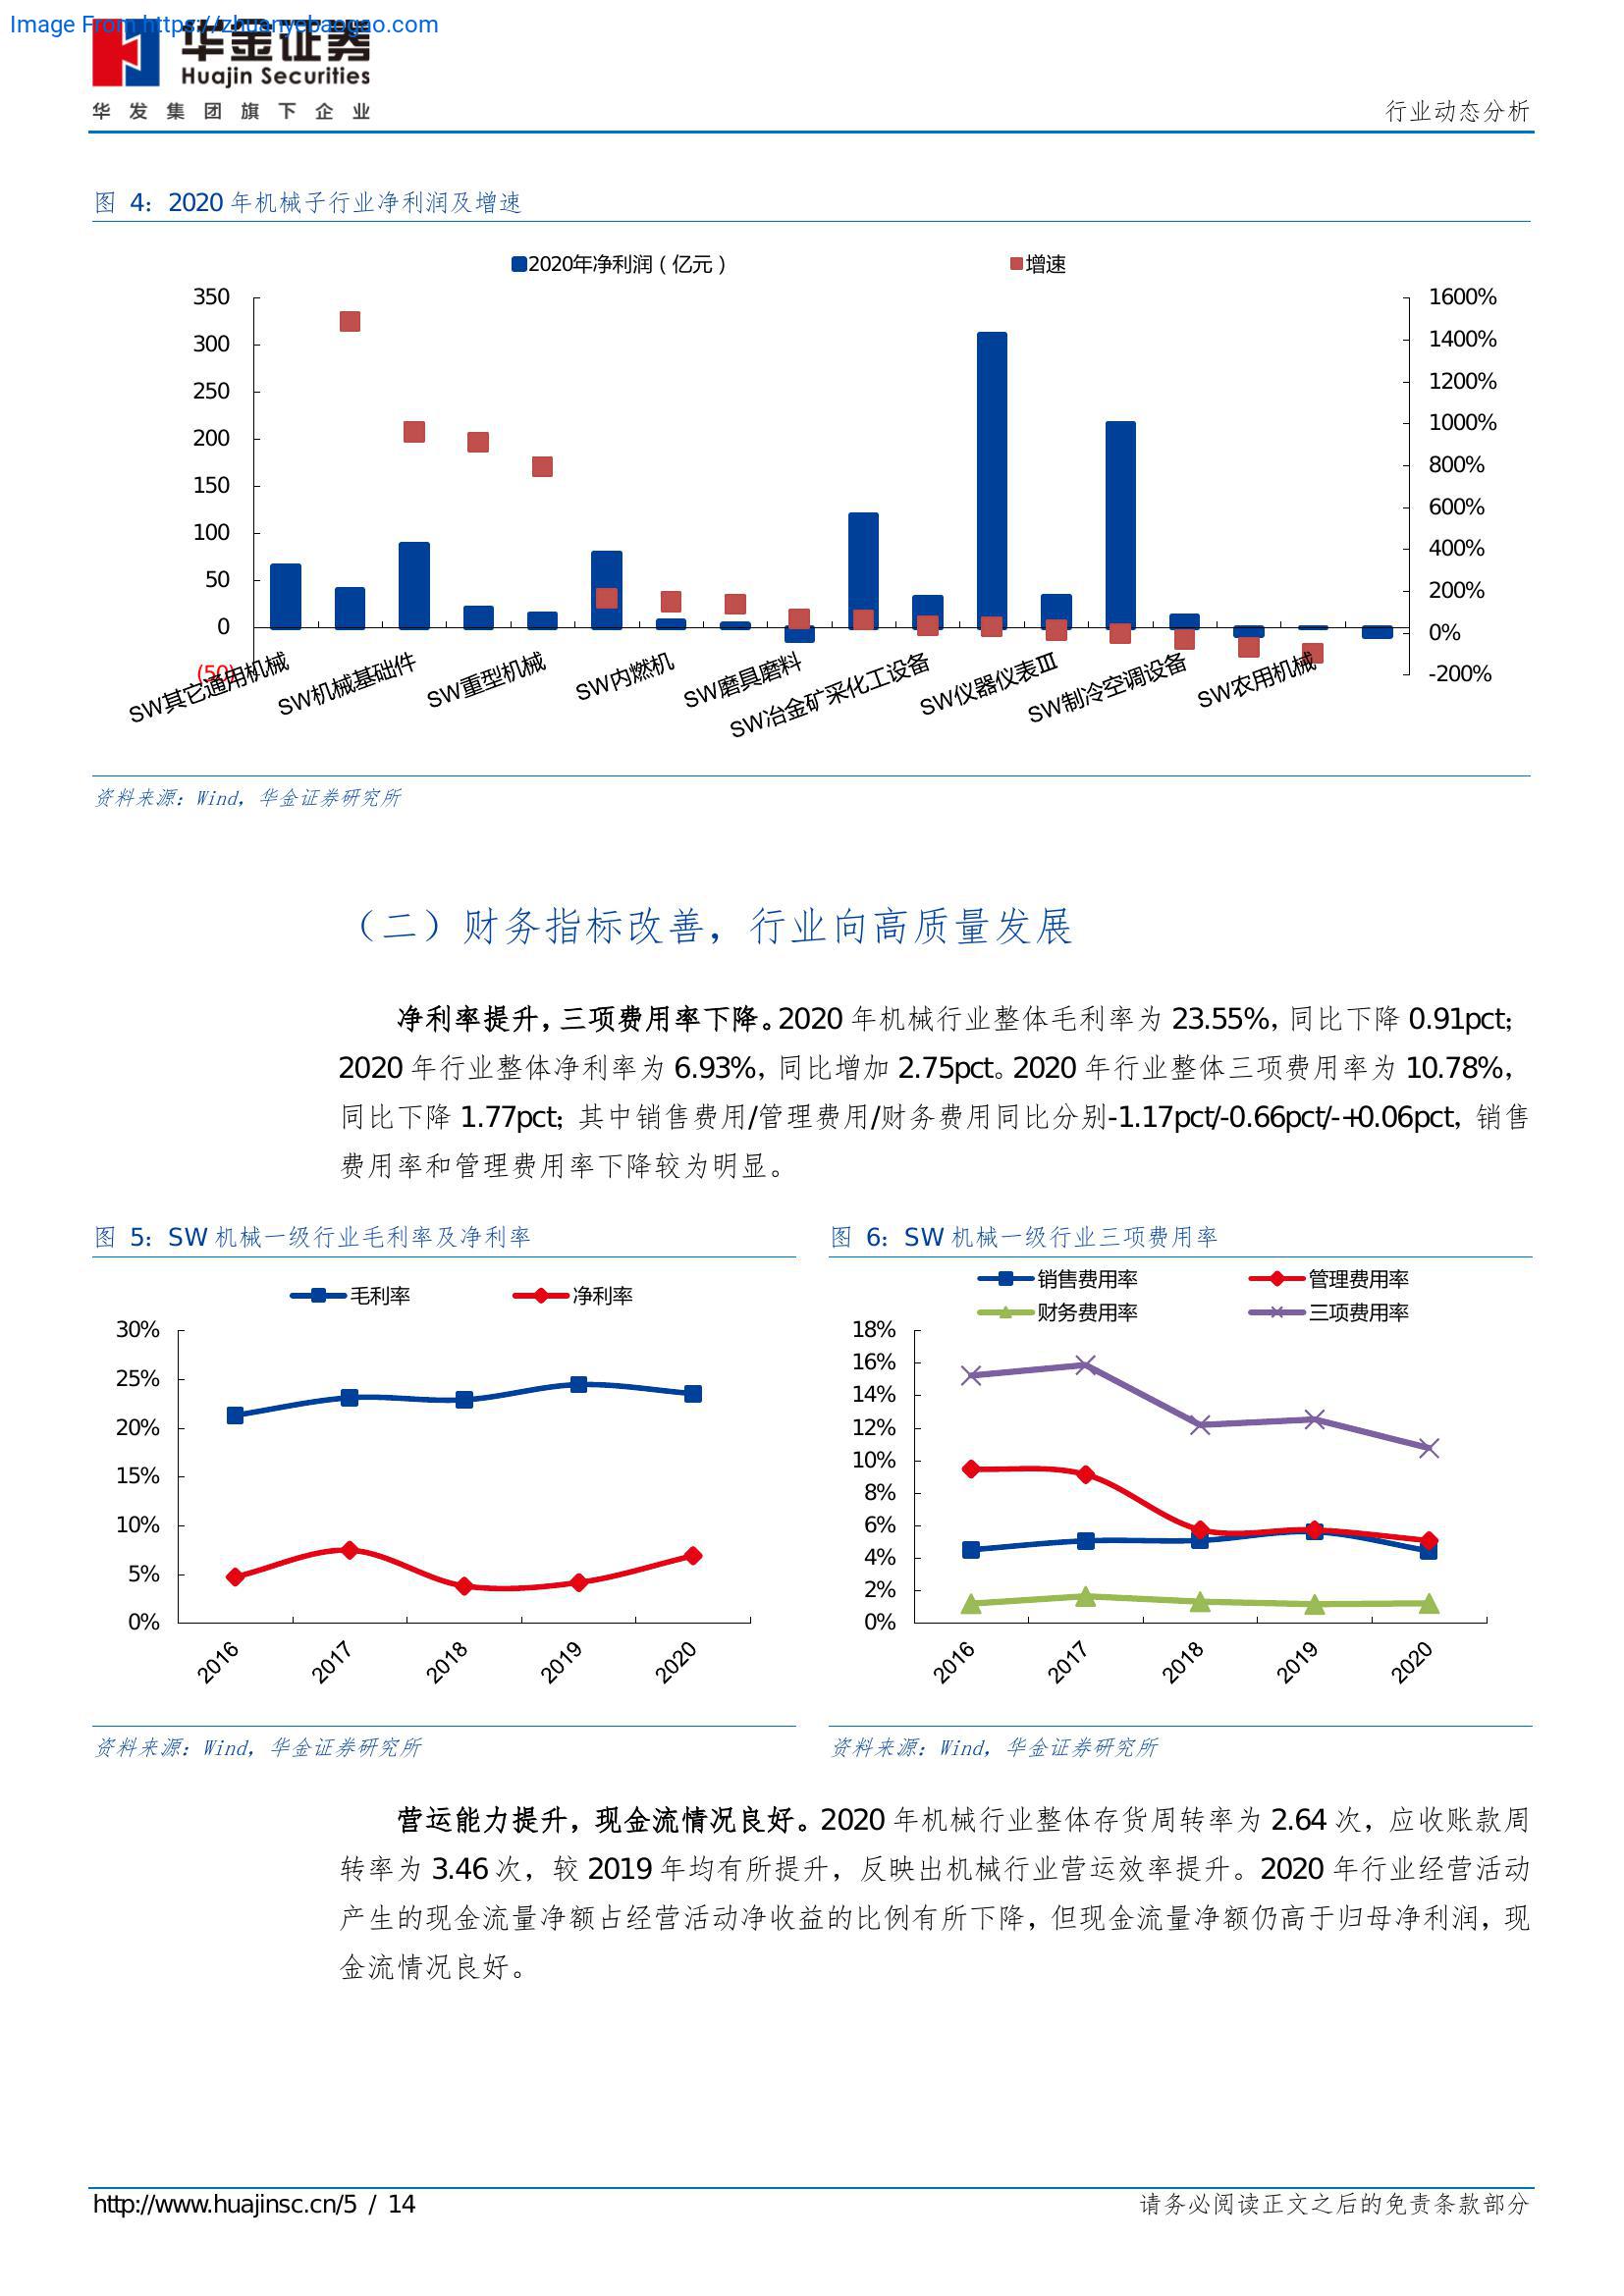 Image From https://zhuanyebaogao.com
华金证券
Huajin Securities
华发集团旗下企业
行业动态分析
图 4：2020 年机械子行业净利润及增速
2020年净利润（亿元）
增速
350
300
250
200
150
100
50
0
(50)
1600%
1400%
1200%
1000%
800%
600%
400%
200%
0%
-200%
SW其它通用机械
SW机械基础件
SW重型机械
SW内燃机
SW磨具磨料
SW冶金矿采化工设备
SW仪器仪表Ⅲ
SW制冷空调设备
SW农用机械
资料来源：Wind，华金证券研究所
（二）财务指标改善，行业向高质量发展
净利率提升，三项费用率下降。2020 年机械行业整体毛利率为 23.55%，同比下降 0.91pct；
2020 年行业整体净利率为 6.93%，同比增加 2.75pct。2020 年行业整体三项费用率为 10.78%，
同比下降 1.77pct；其中销售费用/管理费用/财务费用同比分别-1.17pct/-0.66pct/-+0.06pct，销售
费用率和管理费用率下降较为明显。
图 5：SW 机械一级行业毛利率及净利率
毛利率
净利率
30%
25%
20%
15%
10%
5%
0%
2016
2017
2018
2019
2020
资料来源：Wind，华金证券研究所
图 6：SW 机械一级行业三项费用率
销售费用率
管理费用率
财务费用率
三项费用率
18%
16%
14%
12%
10%
8%
6%
4%
2%
0%
2016
2017
2018
2019
2020
资料来源：Wind，华金证券研究所
营运能力提升，现金流情况良好。2020 年机械行业整体存货周转率为 2.64 次，应收账款周
转率为 3.46 次，较 2019 年均有所提升，反映出机械行业营运效率提升。2020 年行业经营活动
产生的现金流量净额占经营活动净收益的比例有所下降，但现金流量净额仍高于归母净利润，现
金流情况良好。
http://www.huajinsc.cn/5 / 14
请务必阅读正文之后的免责条款部分